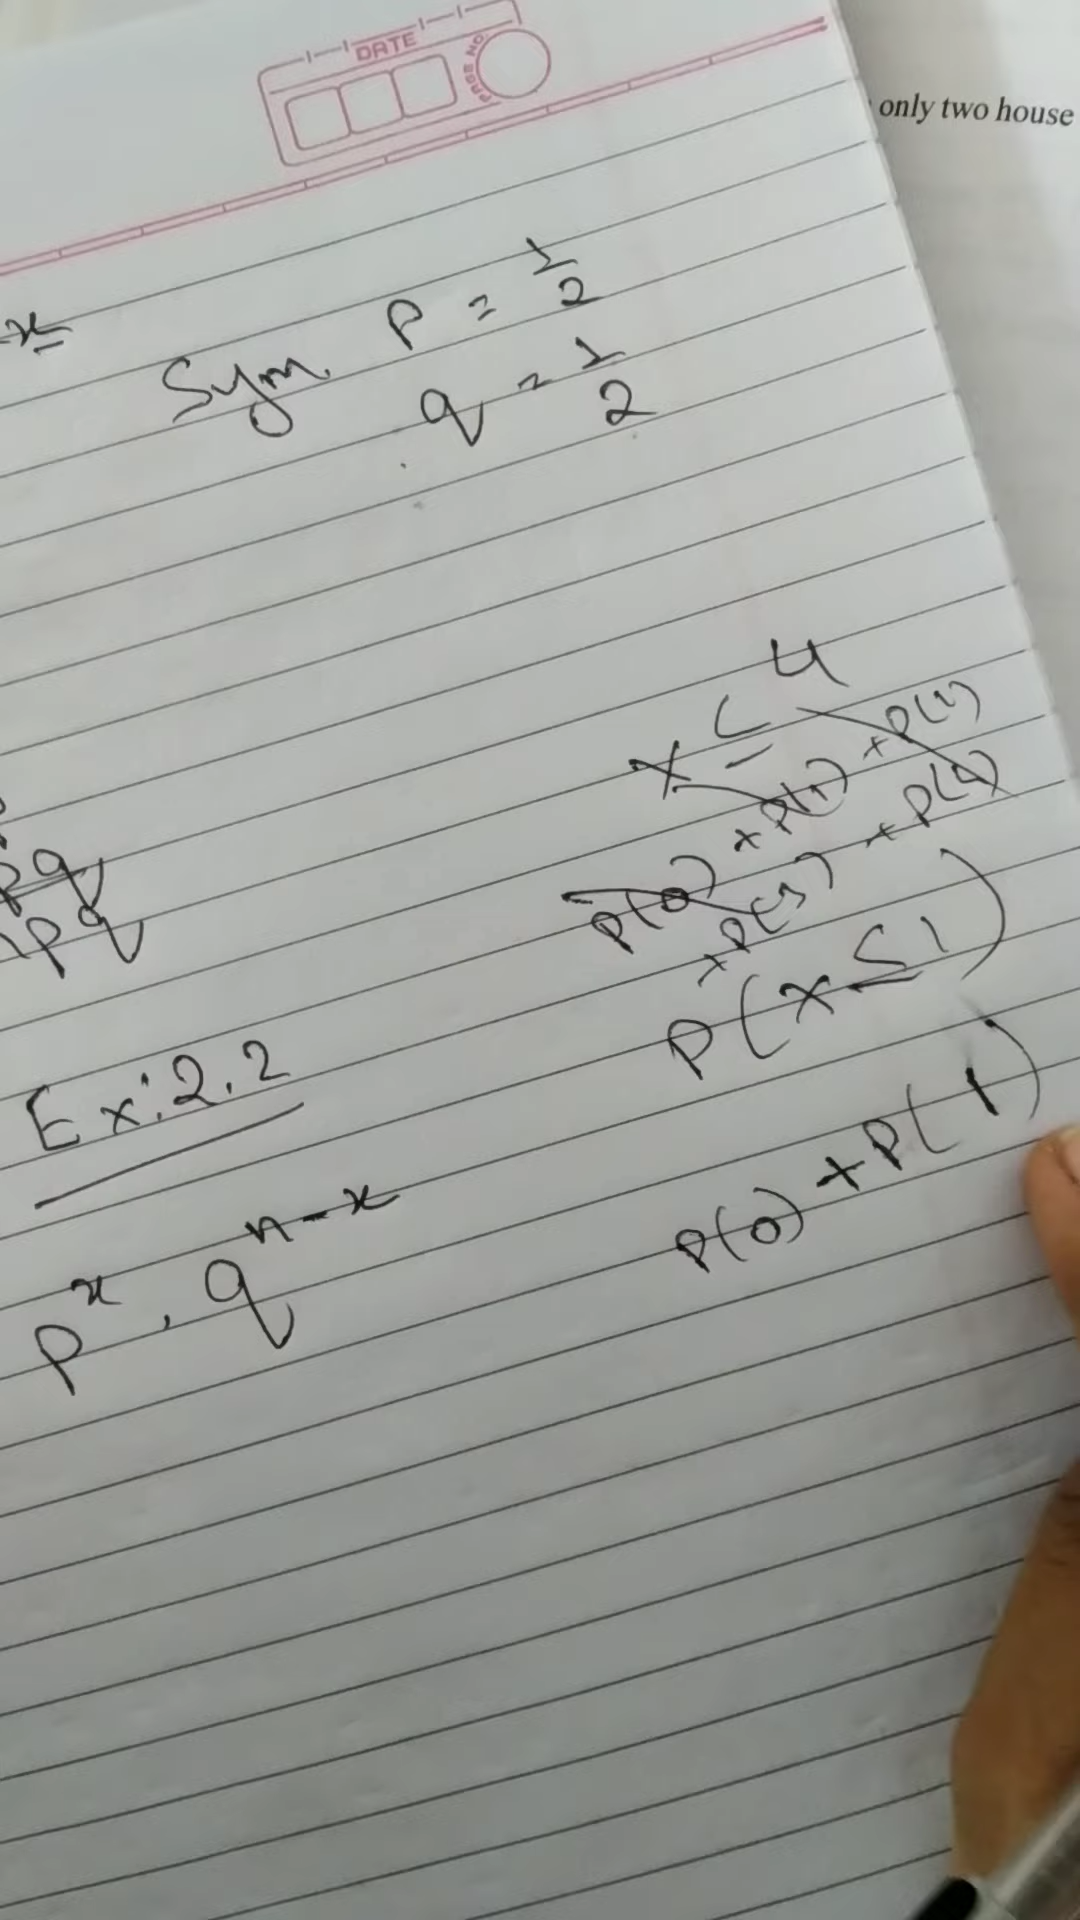 DATE
PAGE NO.
only two house
x
Sym. P = 1/2
q = 1/2
x ≤ 4
P(0) + P(1) + P(2)
+ P(3) + P(4)
pq
npq
P(x ≤ 1)
Ex: 2.2
P(0) + P(1)
p^x . q^n-x